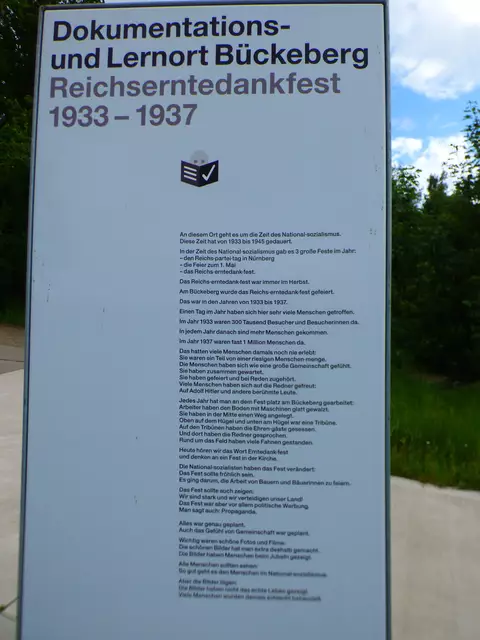 Dokumentations-
und Lernort Bückeberg
Reichserntedankfest
1933 – 1937
An diesem Ort geht es um die Zeit des National-sozialismus.
Diese Zeit hat von 1933 bis 1945 gedauert.
In der Zeit des National-sozialismus gab es 3 große Feste im Jahr:
– den Reichs-partei-tag in Nürnberg
– die Feier zum 1. Mai
– das Reichs-erntedank-fest.
Das Reichs-erntedank-fest war immer im Herbst.
Am Bückeberg wurde das Reichs-erntedank-fest gefeiert.
Das war in den Jahren von 1933 bis 1937.
Einen Tag im Jahr haben sich hier sehr viele Menschen getroffen.
Im Jahr 1933 waren 300 Tausend Besucher und Besucherinnen da.
In jedem Jahr danach sind mehr Menschen gekommen.
Im Jahr 1937 waren fast 1 Million Menschen da.
Das hatten viele Menschen damals noch nie erlebt:
Sie waren ein Teil von einer riesigen Menschen-menge.
Die Menschen haben sich wie eine große Gemeinschaft gefühlt.
Sie haben zusammen gewartet.
Sie haben gefeiert und bei Reden zugehört.
Viele Menschen haben sich auf die Redner gefreut:
Auf Adolf Hitler und andere berühmte Leute.
Jedes Jahr hat man an dem Fest-platz am Bückeberg gearbeitet:
Arbeiter haben den Boden mit Maschinen glatt gewalzt.
Sie haben in der Mitte einen Weg angelegt.
Oben auf dem Hügel und unten am Hügel war eine Tribüne.
Auf den Tribünen haben die Ehren-gäste gesessen.
Und dort haben die Redner gesprochen.
Rund um das Feld haben viele Fahnen gestanden.
Heute hören wir das Wort Erntedank-fest
und denken an ein Fest in der Kirche.
Die National-sozialisten haben das Fest verändert:
Das Fest sollte fröhlich sein.
Es ging darum, die Arbeit von Bauern und Bäuerinnen zu feiern.
Das Fest sollte auch zeigen:
Wir sind stark und wir verteidigen unser Land!
Das Fest war aber vor allem politische Werbung.
Man sagt auch: Propaganda.
Alles war genau geplant.
Auch das Gefühl von Gemeinschaft war geplant.
Wichtig waren schöne Fotos und Filme:
Die schönen Bilder hat man extra deshalb gemacht.
Die Bilder haben Menschen beim Jubeln gezeigt.
Alle Menschen sollten sehen:
So gut geht es den Menschen im National-sozialismus.
Aber die Bilder lügen:
Die Bilder haben nicht das echte Leben gezeigt.
Viele Menschen wurden damals schlecht behandelt.